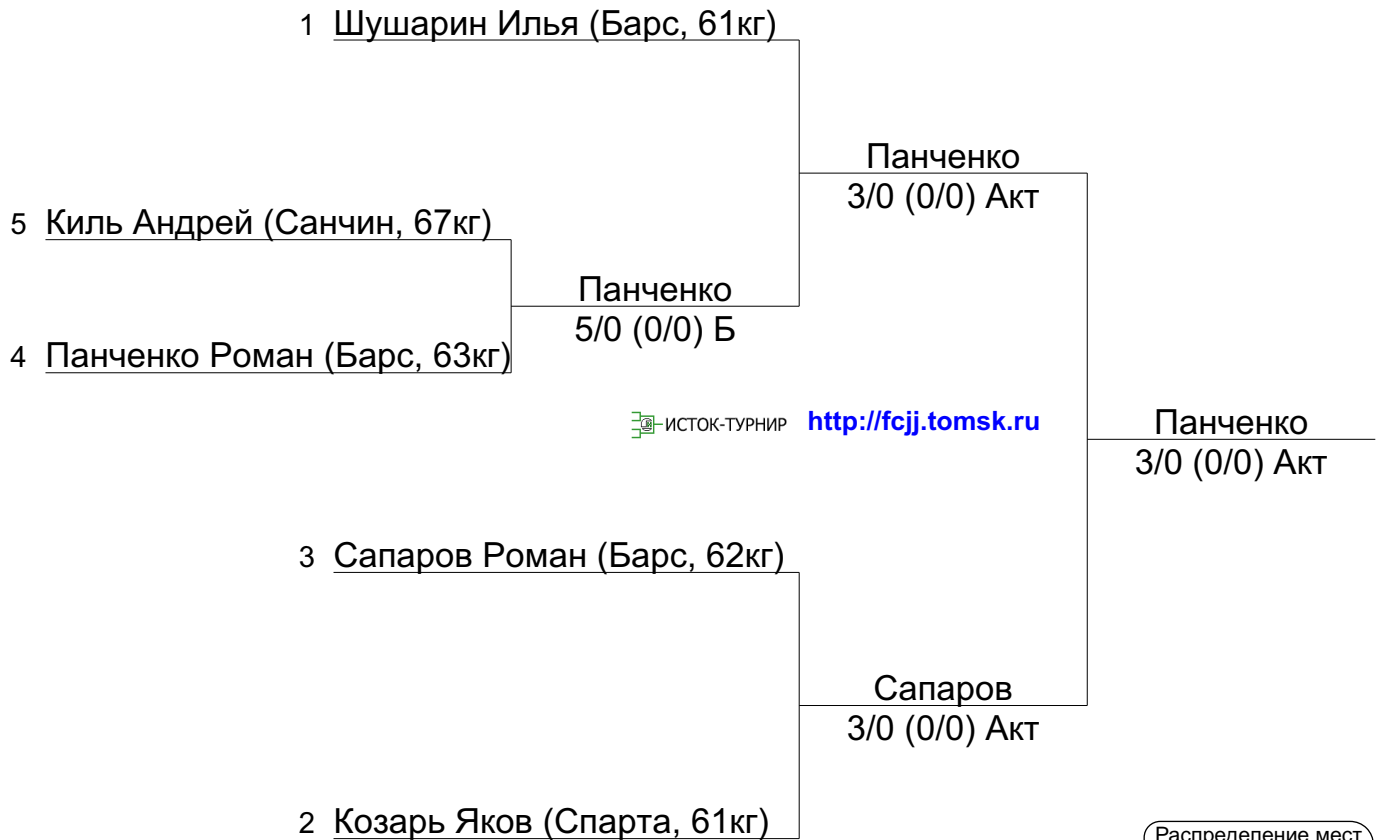 1 Шушарин Илья (Барс, 61кг)
Панченко
3/0 (0/0) Акт
5 Киль Андрей (Санчин, 67кг)
Панченко
5/0 (0/0) Б
4 Панченко Роман (Барс, 63кг)
ИСТОК-ТУРНИР http://fcjj.tomsk.ru
Панченко
3/0 (0/0) Акт
3 Сапаров Роман (Барс, 62кг)
Сапаров
3/0 (0/0) Акт
2 Козарь Яков (Спарта, 61кг)
Распределение мест